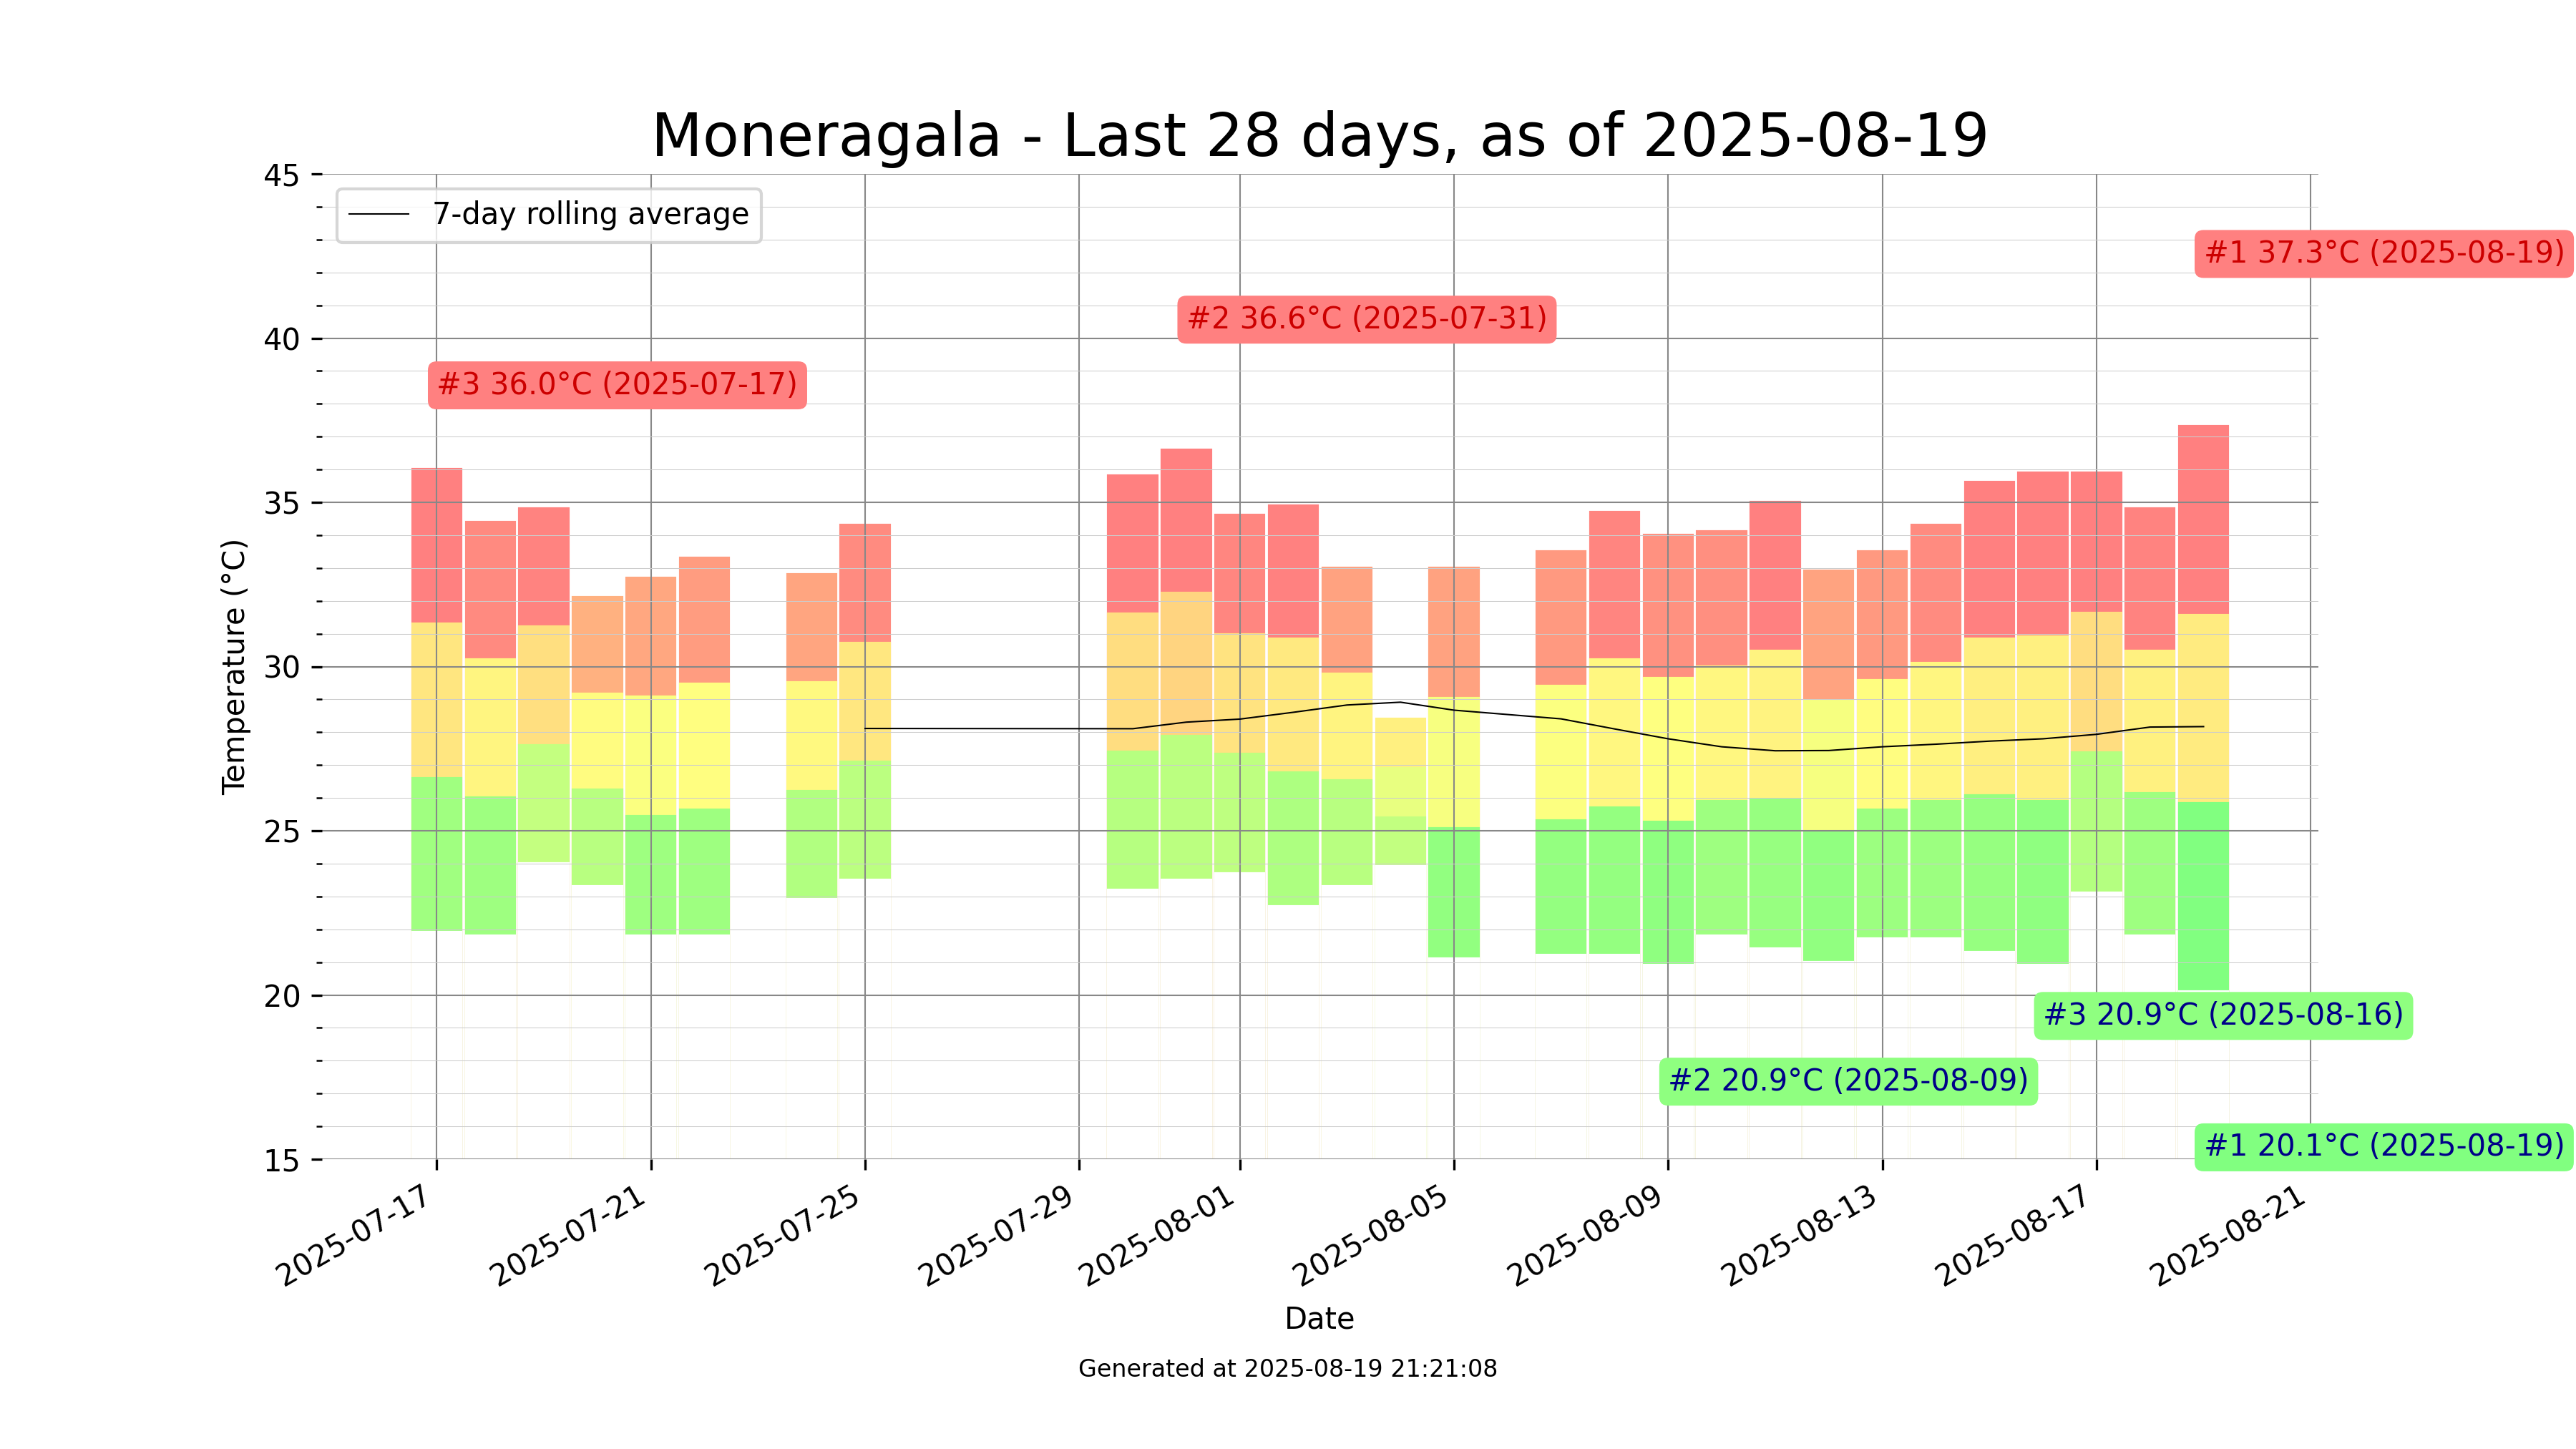 Moneragala - Last 28 days, as of 2025-08-19
45
7-day rolling average
#1 37.3°C (2025-08-19)
#2 36.6°C (2025-07-31)
40
#3 36.0°C (2025-07-17)
35
Temperature (°C)
30
25
20
#3 20.9°C (2025-08-16)
#2 20.9°C (2025-08-09)
#1 20.1°C (2025-08-19)
15
2025-07-17
2025-07-21
2025-07-25
2025-07-29
2025-08-01
2025-08-05
2025-08-09
2025-08-13
2025-08-17
2025-08-21
Date
Generated at 2025-08-19 21:21:08